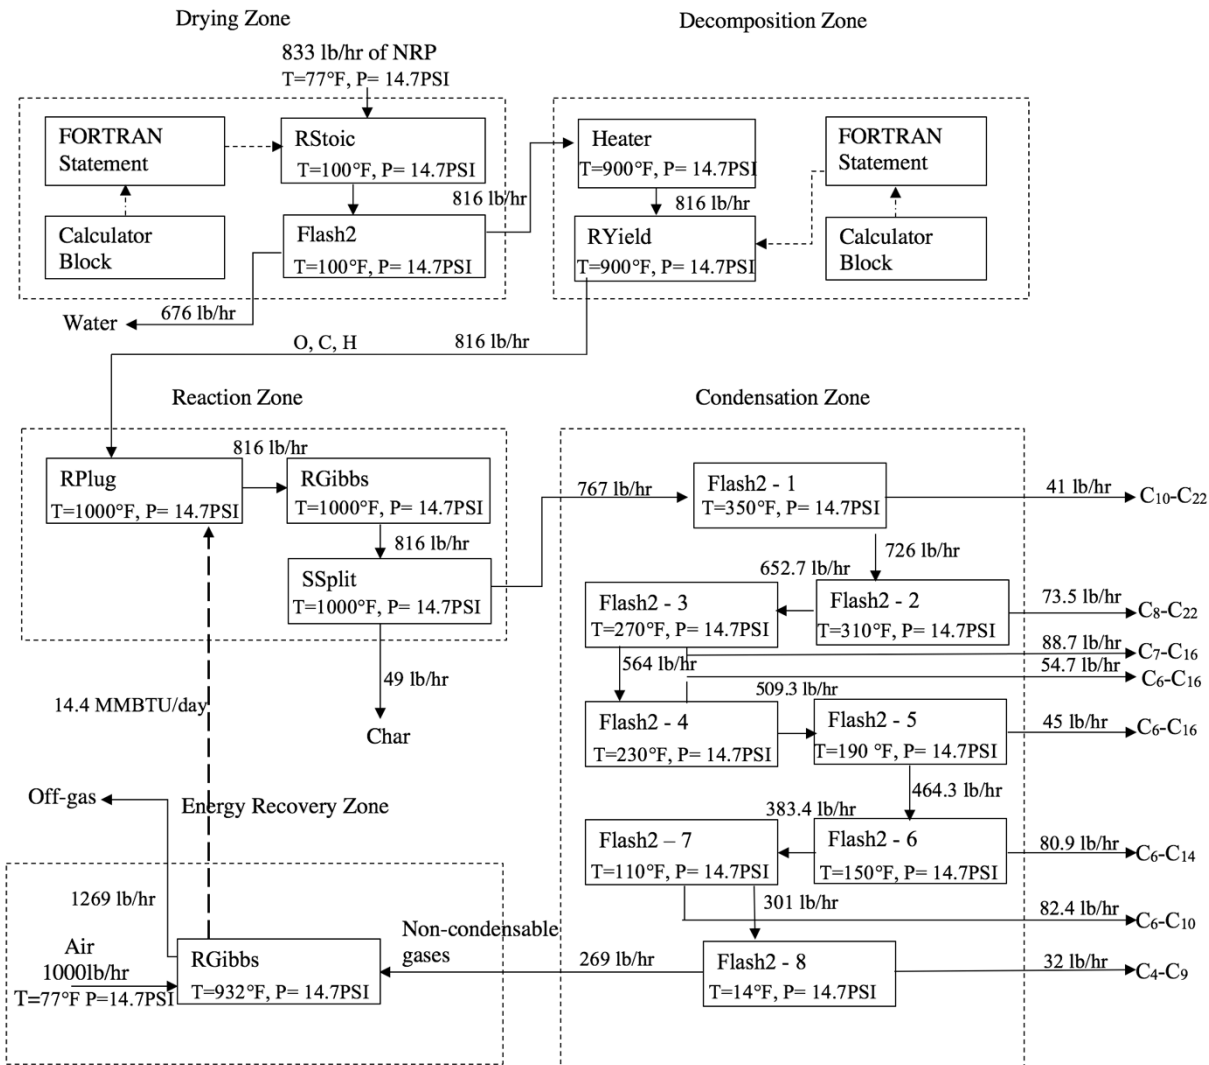 Drying Zone
Decomposition Zone
833 lb/hr of NRP
T=77°F, P= 14.7PSI
FORTRAN
Statement
RStoic
T=100°F, P= 14.7PSI
816 lb/hr
Calculator
Block
Flash2
T=100°F, P= 14.7PSI
Heater
T=900°F, P= 14.7PSI
816 lb/hr
RYield
T=900°F, P= 14.7PSI
FORTRAN
Statement
Calculator
Block
Water
676 lb/hr
O, C, H
816 lb/hr
Reaction Zone
Condensation Zone
816 lb/hr
RPlug
T=1000°F, P= 14.7PSI
RGibbs
T=1000°F, P= 14.7PSI
816 lb/hr
SSplit
T=1000°F, P= 14.7PSI
49 lb/hr
Char
767 lb/hr
Flash2 - 1
T=350°F, P= 14.7PSI
41 lb/hr
C10-C22
726 lb/hr
652.7 lb/hr
Flash2 - 3
T=270°F, P= 14.7PSI
Flash2 - 2
T=310°F, P= 14.7PSI
73.5 lb/hr
C8-C22
88.7 lb/hr
C7-C16
564 lb/hr
54.7 lb/hr
C6-C16
509.3 lb/hr
Flash2 - 4
T=230°F, P= 14.7PSI
Flash2 - 5
T=190 °F, P= 14.7PSI
45 lb/hr
C6-C16
464.3 lb/hr
383.4 lb/hr
Flash2 – 7
T=110°F, P= 14.7PSI
Flash2 - 6
T=150°F, P= 14.7PSI
80.9 lb/hr
C6-C14
301 lb/hr
82.4 lb/hr
C6-C10
Flash2 - 8
T=14°F, P= 14.7PSI
32 lb/hr
C4-C9
14.4 MMBTU/day
Off-gas
Energy Recovery Zone
1269 lb/hr
Air
1000lb/hr
T=77°F P=14.7PSI
RGibbs
T=932°F, P= 14.7PSI
Non-condensable
gases
269 lb/hr